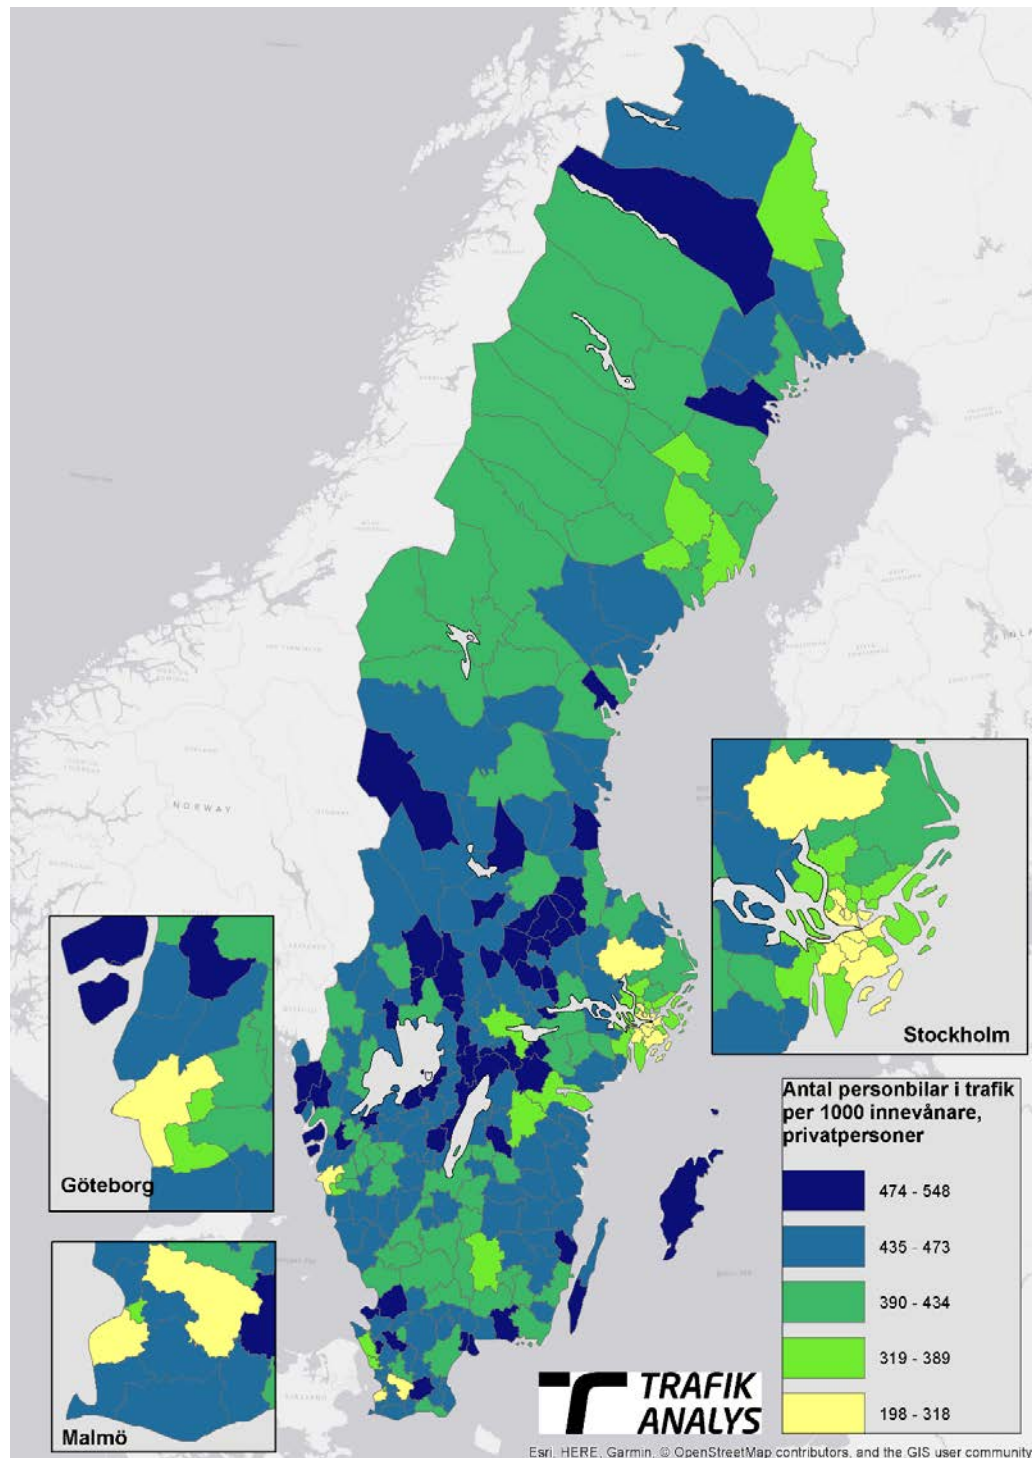 NORWAY
Stockholm
Göteborg
Malmö
Antal personbilar i trafik
per 1000 innevånare,
privatpersoner
474 - 548
435 - 473
390 - 434
319 - 389
198 - 318
TRAFIK
ANALYS
Esri, HERE, Garmin, © OpenStreetMap contributors, and the GIS user community